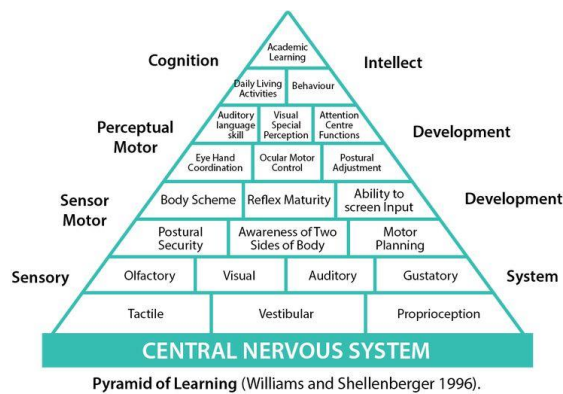 Academic
Learning
Cognition
Intellect
Daily Living
Activities
Behaviour
Auditory
language
skill
Visual
Special
Perception
Attention
Centre
Functions
Perceptual
Motor
Development
Eye Hand
Coordination
Ocular Motor
Control
Postural
Adjustment
Sensor
Motor
Body Scheme
Reflex Maturity
Ability to
screen Input
Development
Postural
Security
Awareness of Two
Sides of Body
Motor
Planning
Sensory
Olfactory
Visual
Auditory
Gustatory
System
Tactile
Vestibular
Proprioception
CENTRAL NERVOUS SYSTEM
Pyramid of Learning (Williams and Shellenberger 1996).